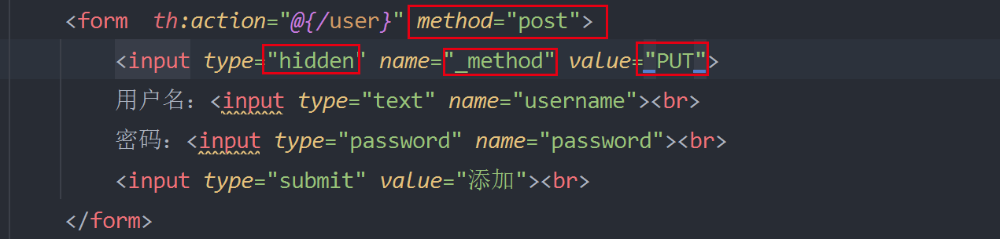 <form  th:action="@{/user}" method="post">
<input type="hidden" name="_method" value="PUT">
用户名：<input type="text" name="username"><br>
密码：<input type="password" name="password"><br>
<input type="submit" value="添加"><br>
</form>